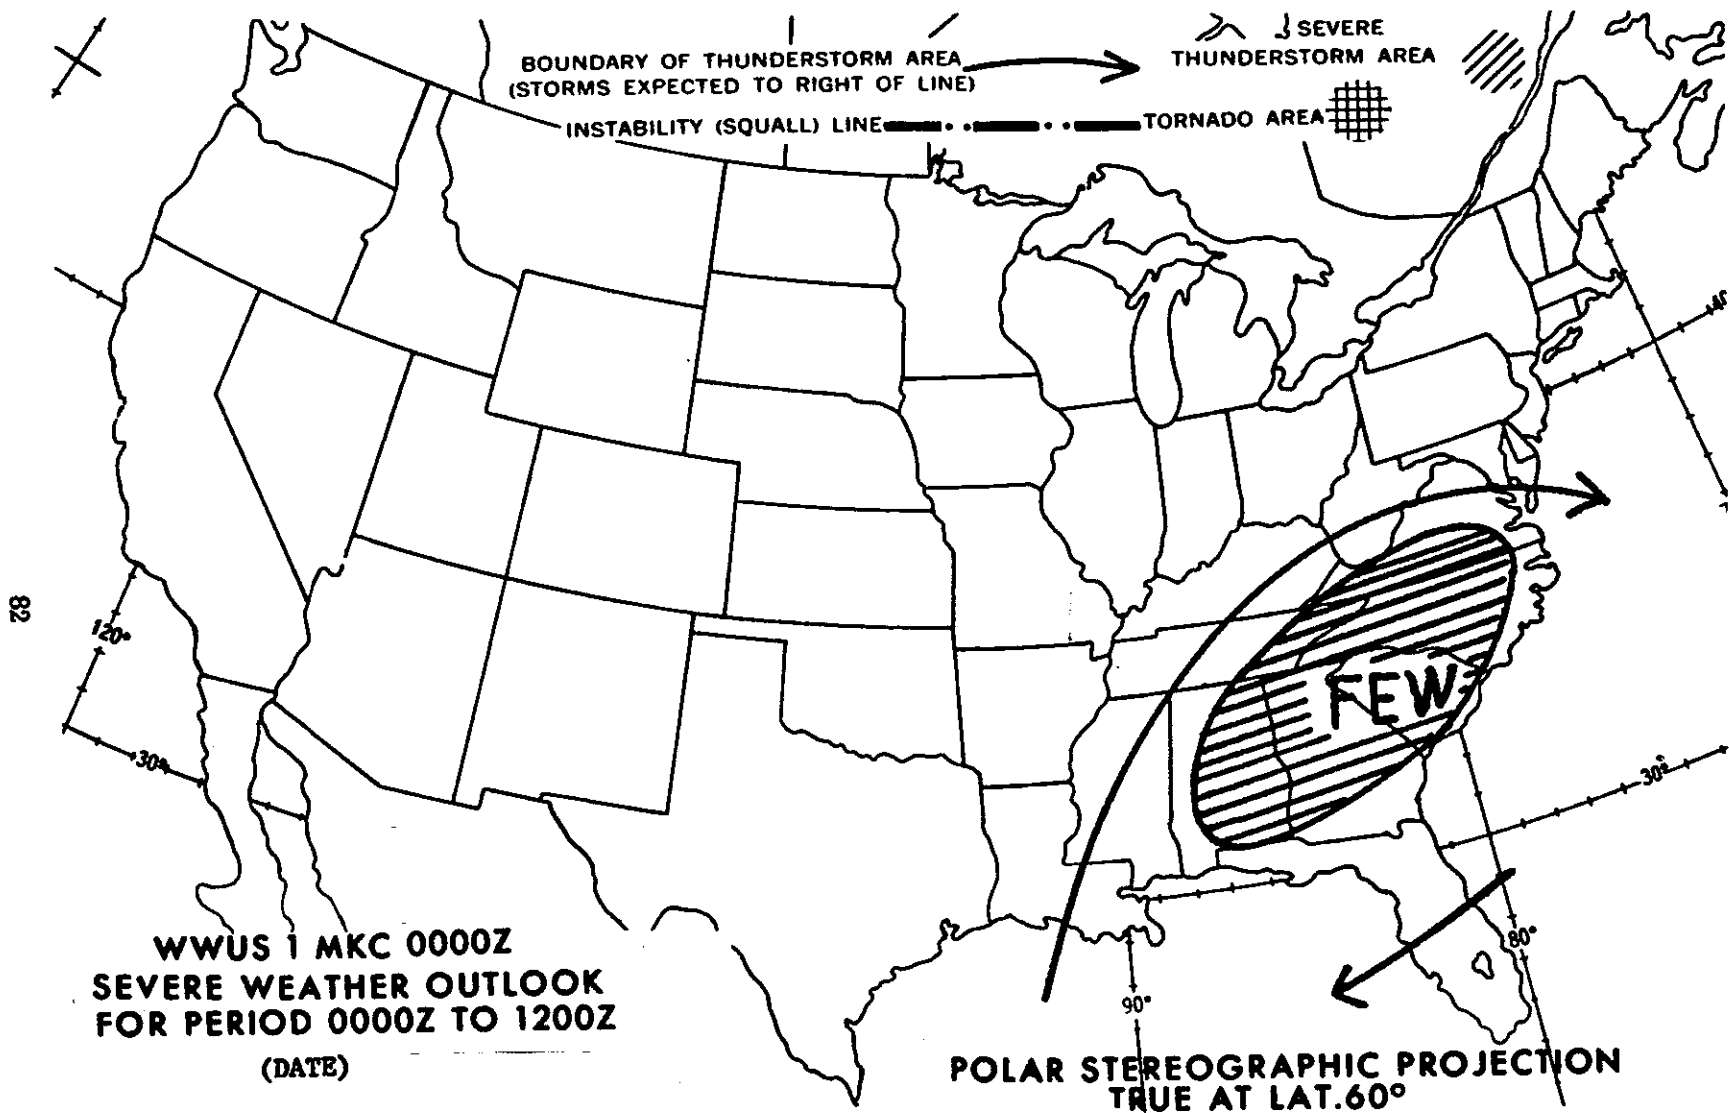 BOUNDARY OF THUNDERSTORM AREA
(STORMS EXPECTED TO RIGHT OF LINE)
INSTABILITY (SQUALL) LINE
SEVERE
THUNDERSTORM AREA
TORNADO AREA
82
120°
30°
FEW
30°
80°
90°
WWUS 1 MKC 0000Z
SEVERE WEATHER OUTLOOK
FOR PERIOD 0000Z TO 1200Z
(DATE)
POLAR STEREOGRAPHIC PROJECTION
TRUE AT LAT.60°